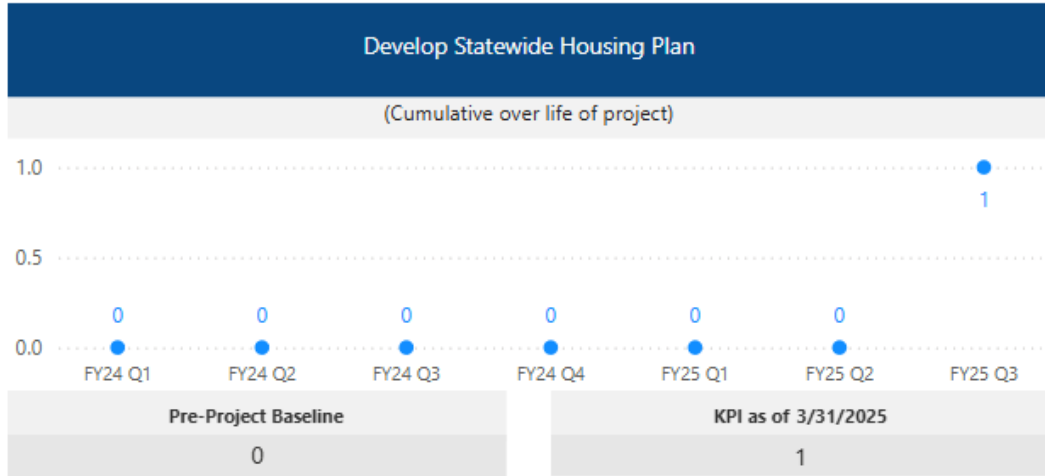 Develop Statewide Housing Plan
(Cumulative over life of project)
1.0
1
0.5
0 0 0 0 0 0
0.0
FY24 Q1 FY24 Q2 FY24 Q3 FY24 Q4 FY25 Q1 FY25 Q2 FY25 Q3
Pre-Project Baseline KPI as of 3/31/2025
0 1